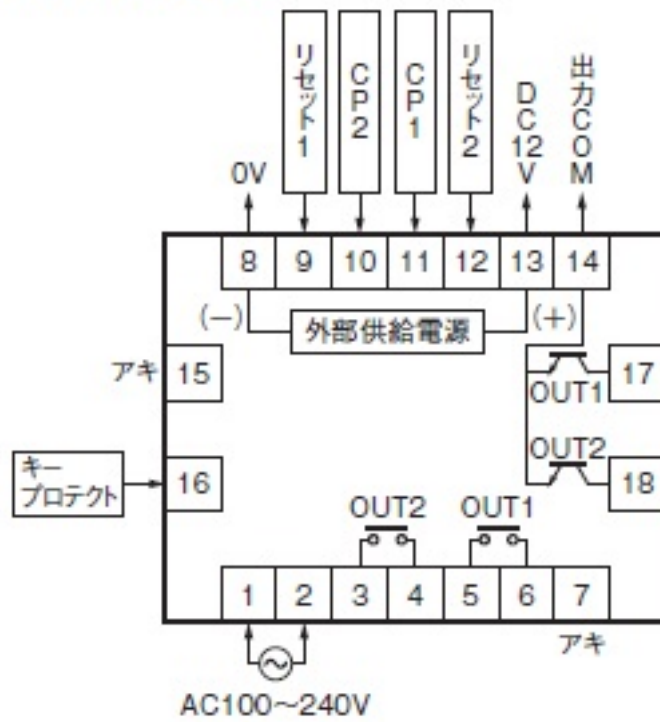 リセット1
CP2
CP1
リセット2
DC12V
出力COM
0V
8 9 10 11 12 13 14
(−) 外部供給電源 (+)
アキ 15
17
OUT1
キープロテクト
16
OUT2
18
OUT2 OUT1
1 2 3 4 5 6 7
アキ
AC100～240V